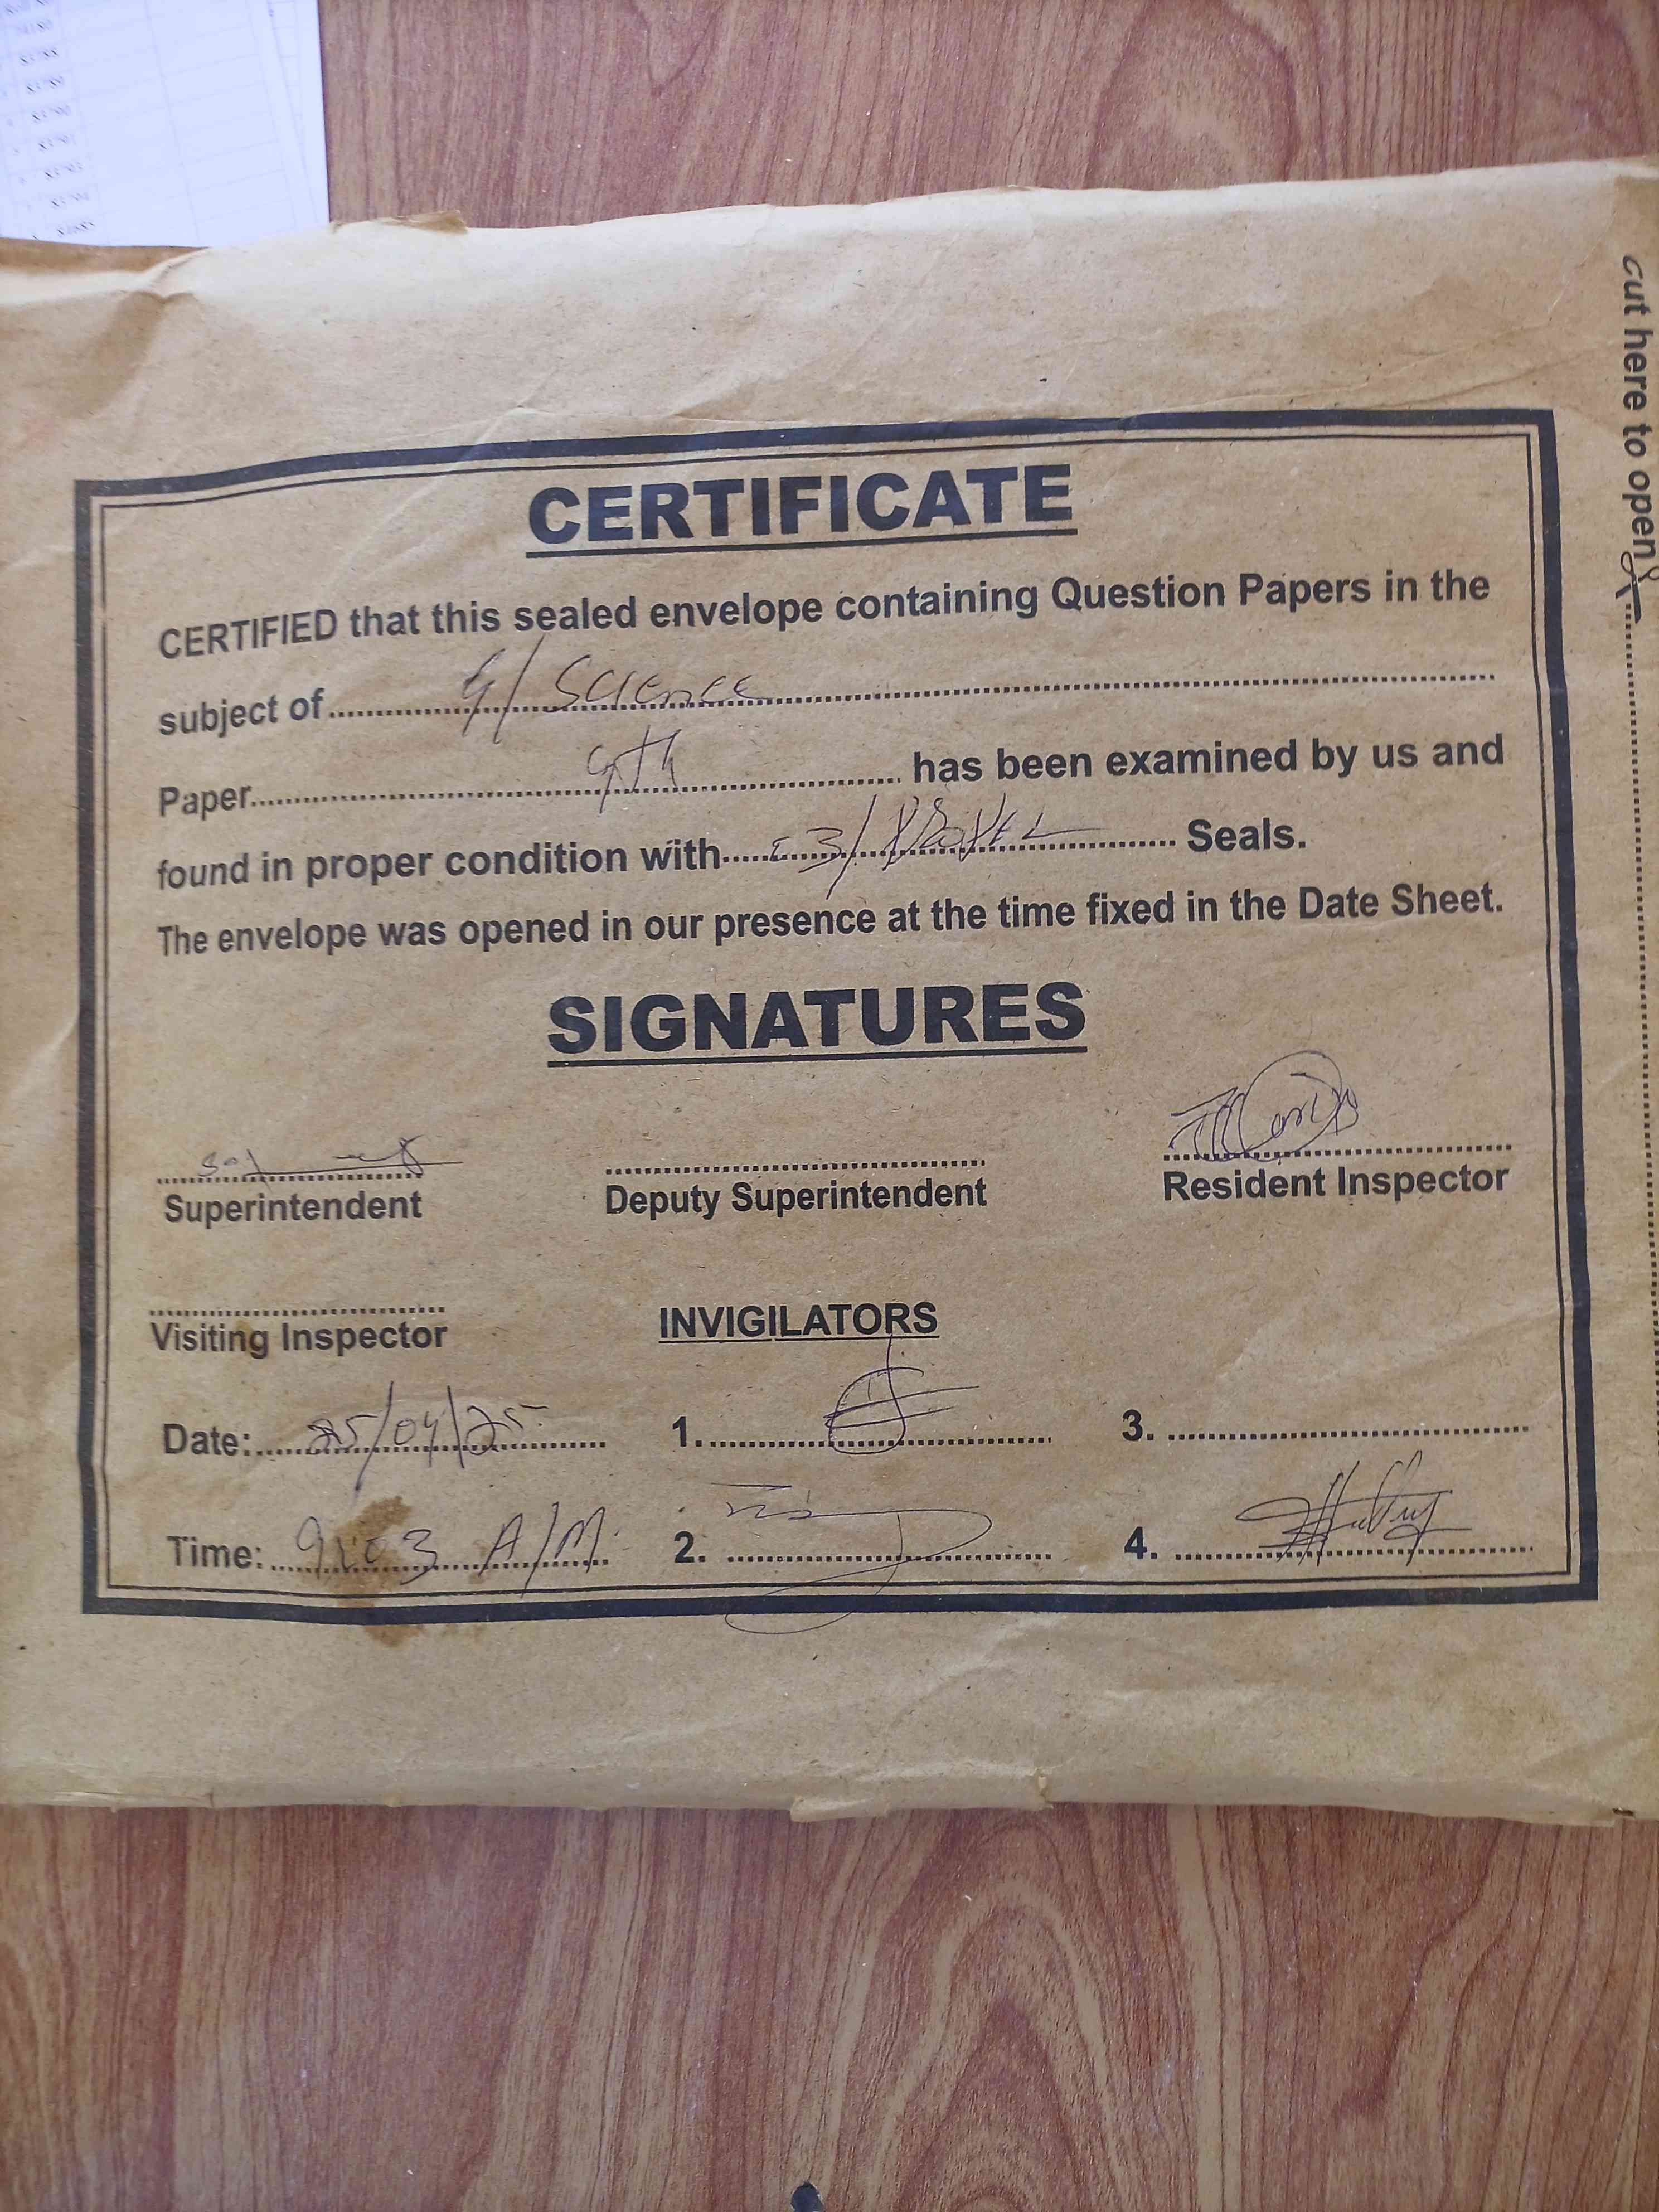 cut here to open
CERTIFICATE
CERTIFIED that this sealed envelope containing Question Papers in the
subject of G/Science
Paper 9th has been examined by us and
found in proper condition with 03/ Seals.
The envelope was opened in our presence at the time fixed in the Date Sheet.
SIGNATURES
Superintendent Deputy Superintendent Resident Inspector
Visiting Inspector INVIGILATORS
Date: 25/04/25 1. 3.
Time: 9:03 A/M. 2. 4.